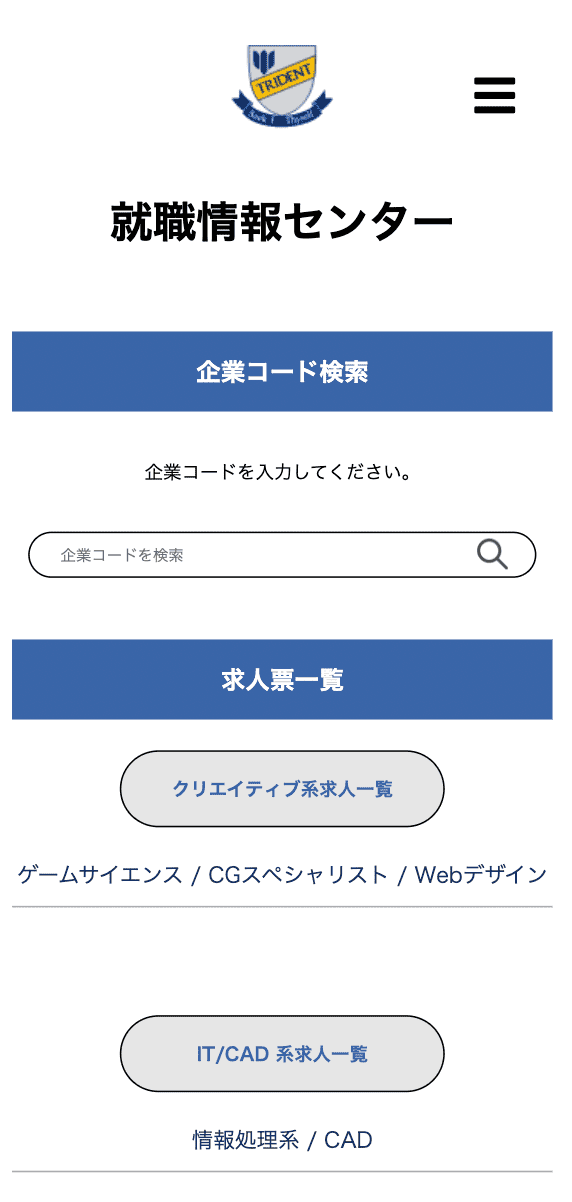 TRIDENT
就職情報センター
企業コード検索
企業コードを入力してください。
企業コードを検索
求人票一覧
クリエイティブ系求人一覧
ゲームサイエンス / CGスペシャリスト / Webデザイン
IT/CAD 系求人一覧
情報処理系 / CAD